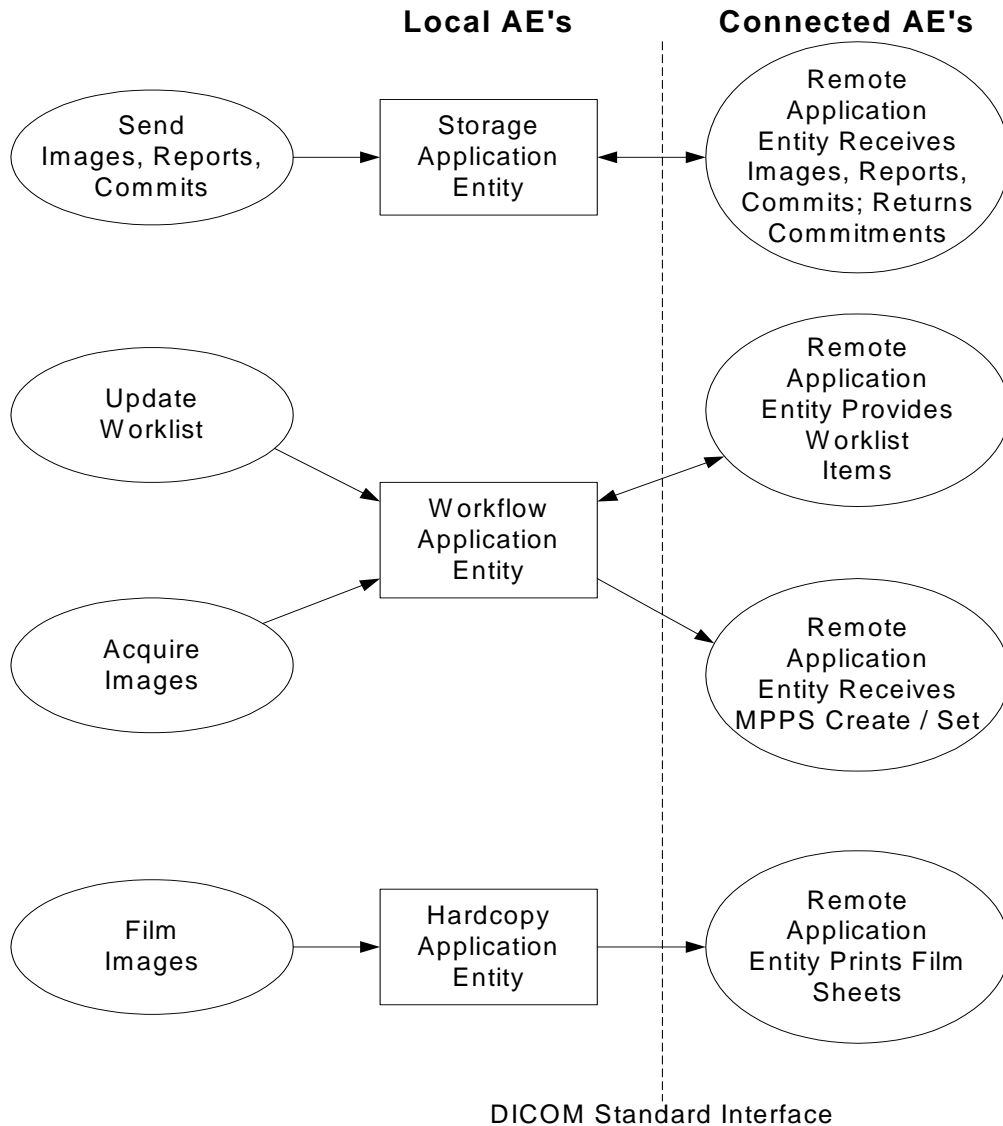 Local AE's
Connected AE's
Send
Images, Reports,
Commits
Storage
Application
Entity
Remote
Application
Entity Receives
Images, Reports,
Commits; Returns
Commitments
Update
Worklist
Workflow
Application
Entity
Remote
Application
Entity Provides
Worklist
Items
Acquire
Images
Remote
Application
Entity Receives
MPPS Create / Set
Film
Images
Hardcopy
Application
Entity
Remote
Application
Entity Prints Film
Sheets
DICOM Standard Interface